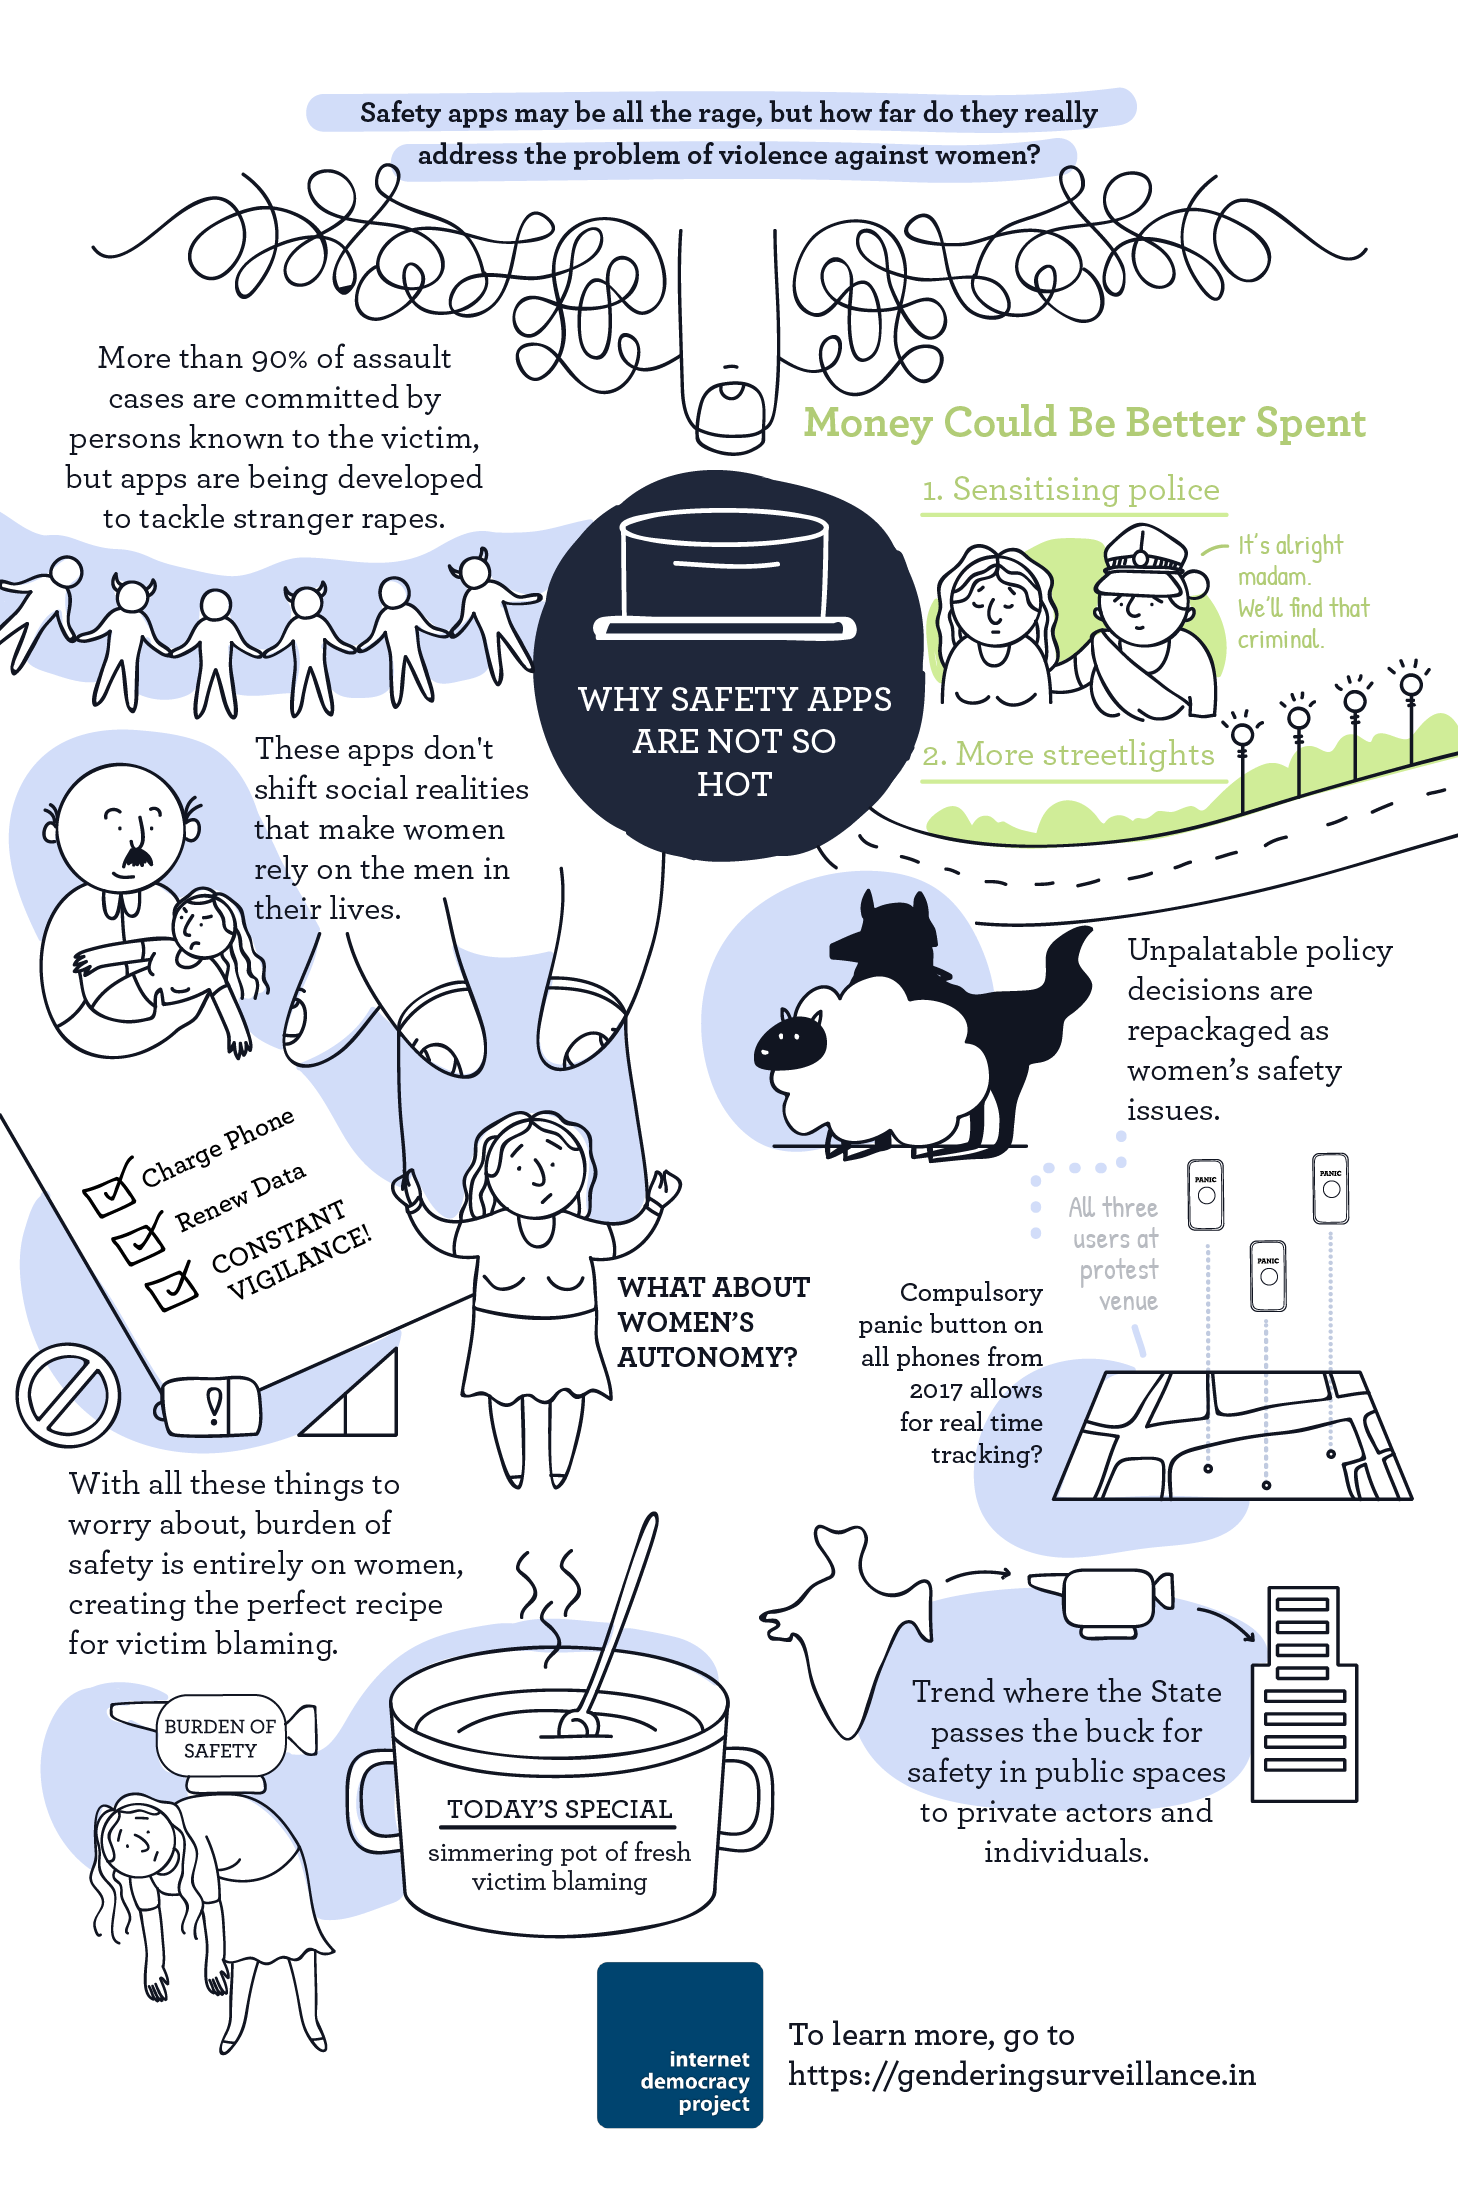 Safety apps may be all the rage, but how far do they really
address the problem of violence against women?
More than 90% of assault
cases are committed by
persons known to the victim,
but apps are being developed
to tackle stranger rapes.
Money Could Be Better Spent
1. Sensitising police
It's alright
madam.
We'll find that
criminal.
2. More streetlights
WHY SAFETY APPS
ARE NOT SO
HOT
These apps don't
shift social realities
that make women
rely on the men in
their lives.
Unpalatable policy
decisions are
repackaged as
women's safety
issues.
Charge Phone
Renew Data
CONSTANT
VIGILANCE!
WHAT ABOUT
WOMEN'S
AUTONOMY?
All three
users at
protest
venue
PANIC
PANIC
PANIC
Compulsory
panic button on
all phones from
2017 allows
for real time
tracking?
With all these things to
worry about, burden of
safety is entirely on women,
creating the perfect recipe
for victim blaming.
BURDEN OF
SAFETY
TODAY'S SPECIAL
simmering pot of fresh
victim blaming
Trend where the State
passes the buck for
safety in public spaces
to private actors and
individuals.
internet
democracy
project
To learn more, go to
https://genderingsurveillance.in